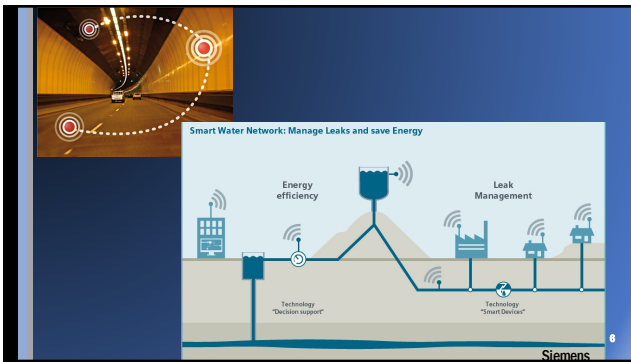 Smart Water Network: Manage Leaks and save Energy
Energy
efficiency
Leak
Management
Technology
"Decision support"
Technology
"Smart Devices"
6
Siemens